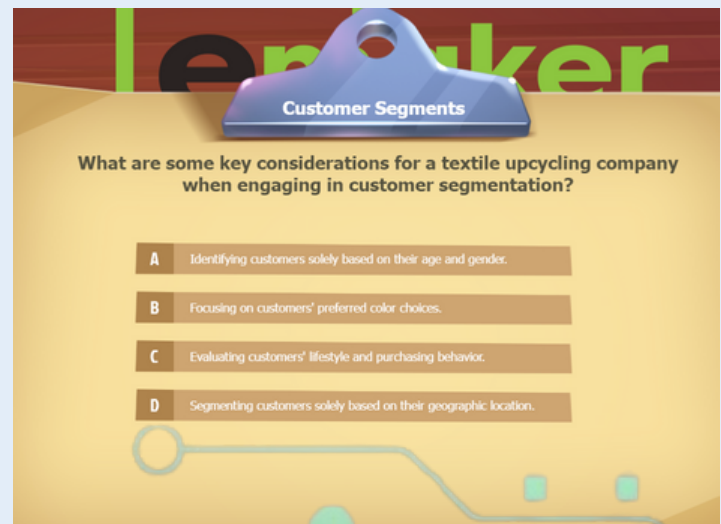 Customer Segments
What are some key considerations for a textile upcycling company
when engaging in customer segmentation?
A Identifying customers solely based on their age and gender.
B Focusing on customers' preferred color choices.
C Evaluating customers' lifestyle and purchasing behavior.
D Segmenting customers solely based on their geographic location.